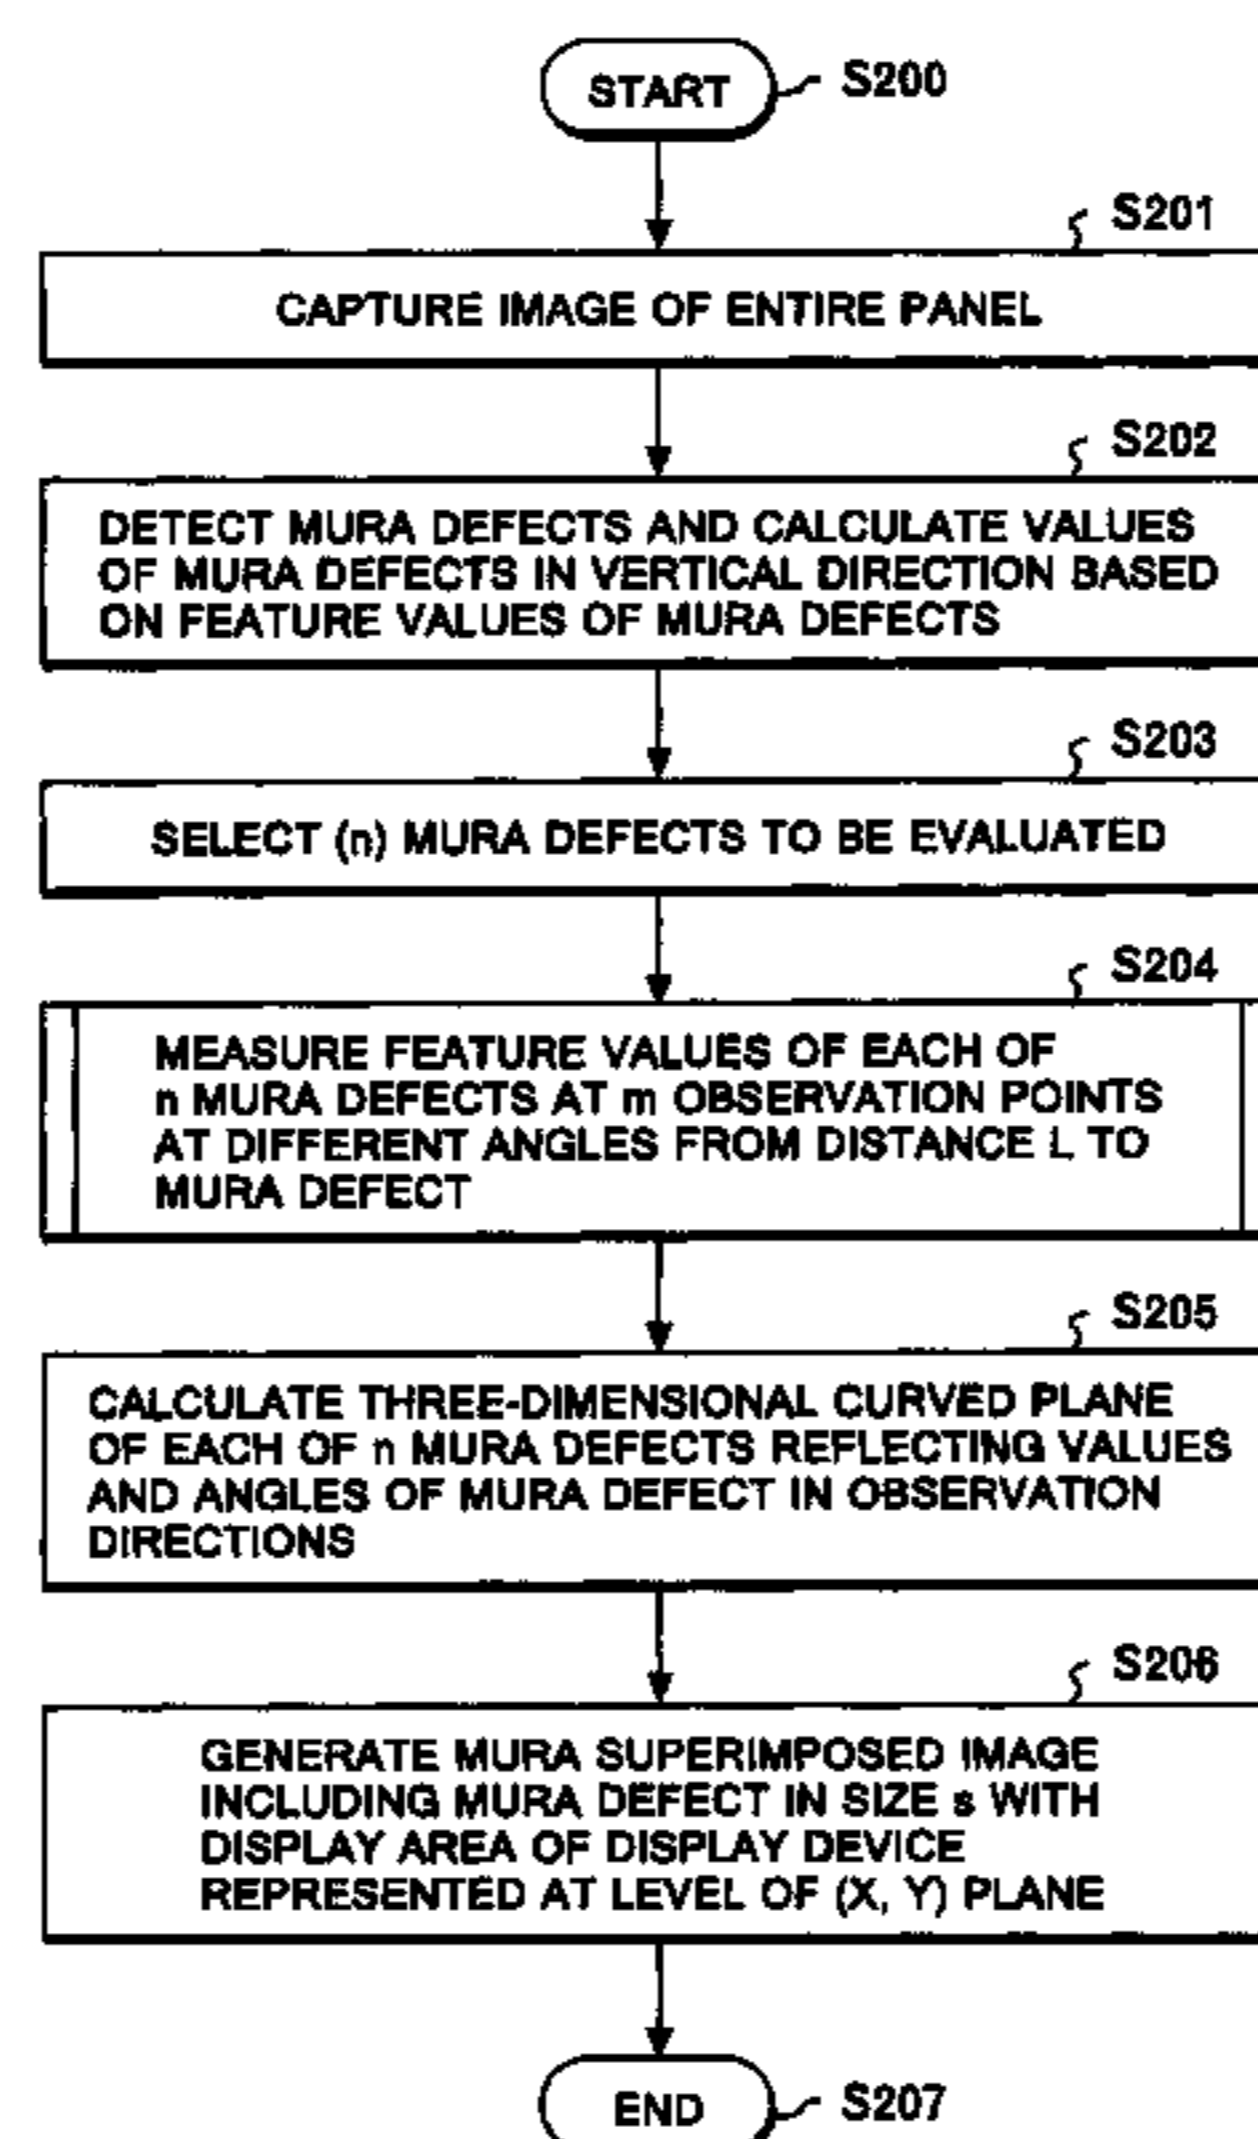 START
S200
S201
CAPTURE IMAGE OF ENTIRE PANEL
S202
DETECT MURA DEFECTS AND CALCULATE VALUES
OF MURA DEFECTS IN VERTICAL DIRECTION BASED
ON FEATURE VALUES OF MURA DEFECTS
S203
SELECT (n) MURA DEFECTS TO BE EVALUATED
S204
MEASURE FEATURE VALUES OF EACH OF
n MURA DEFECTS AT m OBSERVATION POINTS
AT DIFFERENT ANGLES FROM DISTANCE L TO
MURA DEFECT
S205
CALCULATE THREE-DIMENSIONAL CURVED PLANE
OF EACH OF n MURA DEFECTS REFLECTING VALUES
AND ANGLES OF MURA DEFECT IN OBSERVATION
DIRECTIONS
S206
GENERATE MURA SUPERIMPOSED IMAGE
INCLUDING MURA DEFECT IN SIZE s WITH
DISPLAY AREA OF DISPLAY DEVICE
REPRESENTED AT LEVEL OF (X, Y) PLANE
END
S207